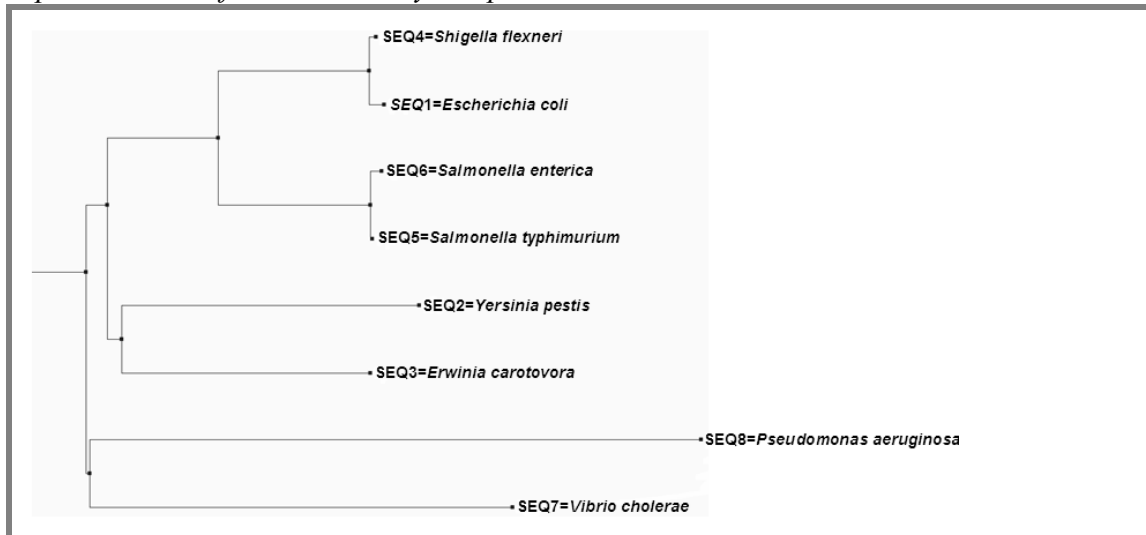 SEQ4=Shigella flexneri
SEQ1=Escherichia coli
SEQ6=Salmonella enterica
SEQ5=Salmonella typhimurium
SEQ2=Yersinia pestis
SEQ3=Erwinia carotovora
SEQ8=Pseudomonas aeruginosa
SEQ7=Vibrio cholerae